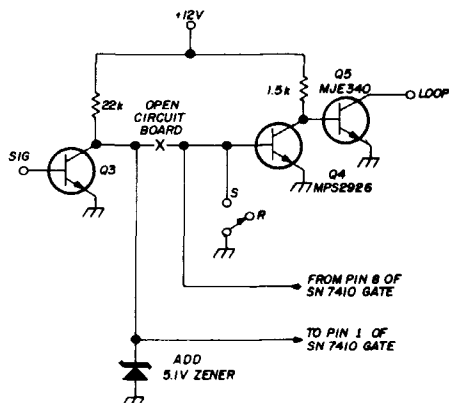 +12V
22k
OPEN
CIRCUIT
BOARD
X
1.5k
Q5
MJE340
LOOP
SIG
Q3
S
R
Q4
MPS2926
FROM PIN 8 OF
SN 7410 GATE
TO PIN 1 OF
SN 7410 GATE
ADD
5.1V ZENER